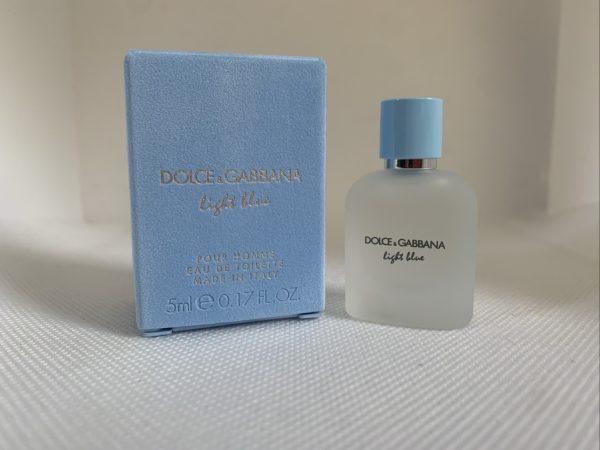 DOLCE & GABBANA
light blue
POUR HOMME
EAU DE TOILETTE
MADE IN ITALY
5ml e 0.17 FL.OZ.
DOLCE & GABBANA
light blue